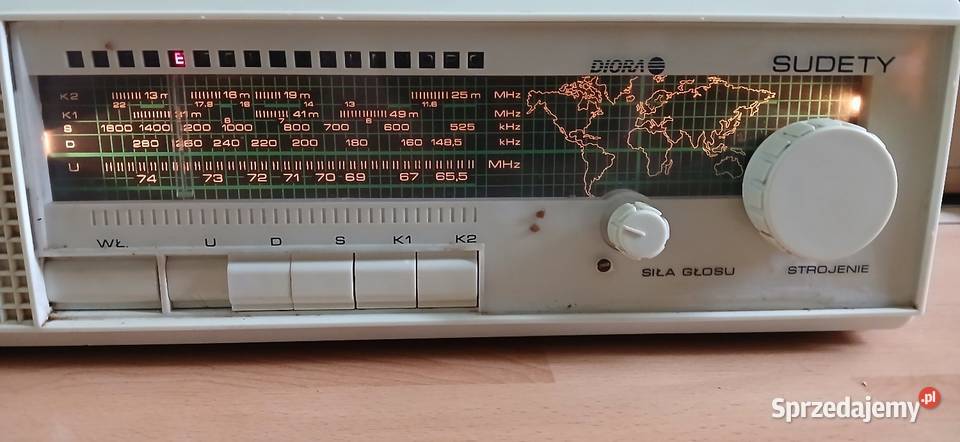 E
DIORA SUDETY
K2 13 m 16 m 19 m 25 m MHz
22 17,8 16 14 13 11,6
K1 31 m 41 m 49 m MHz
8 6
S 1600 1400 1200 1000 800 700 600 525 kHz
D 280 260 240 220 200 180 160 148,5 kHz
U MHz
74 73 72 71 70 69 67 65,5
WŁ. U D S K1 K2
SIŁA GŁOSU STROJENIE
Sprzedajemy.pl